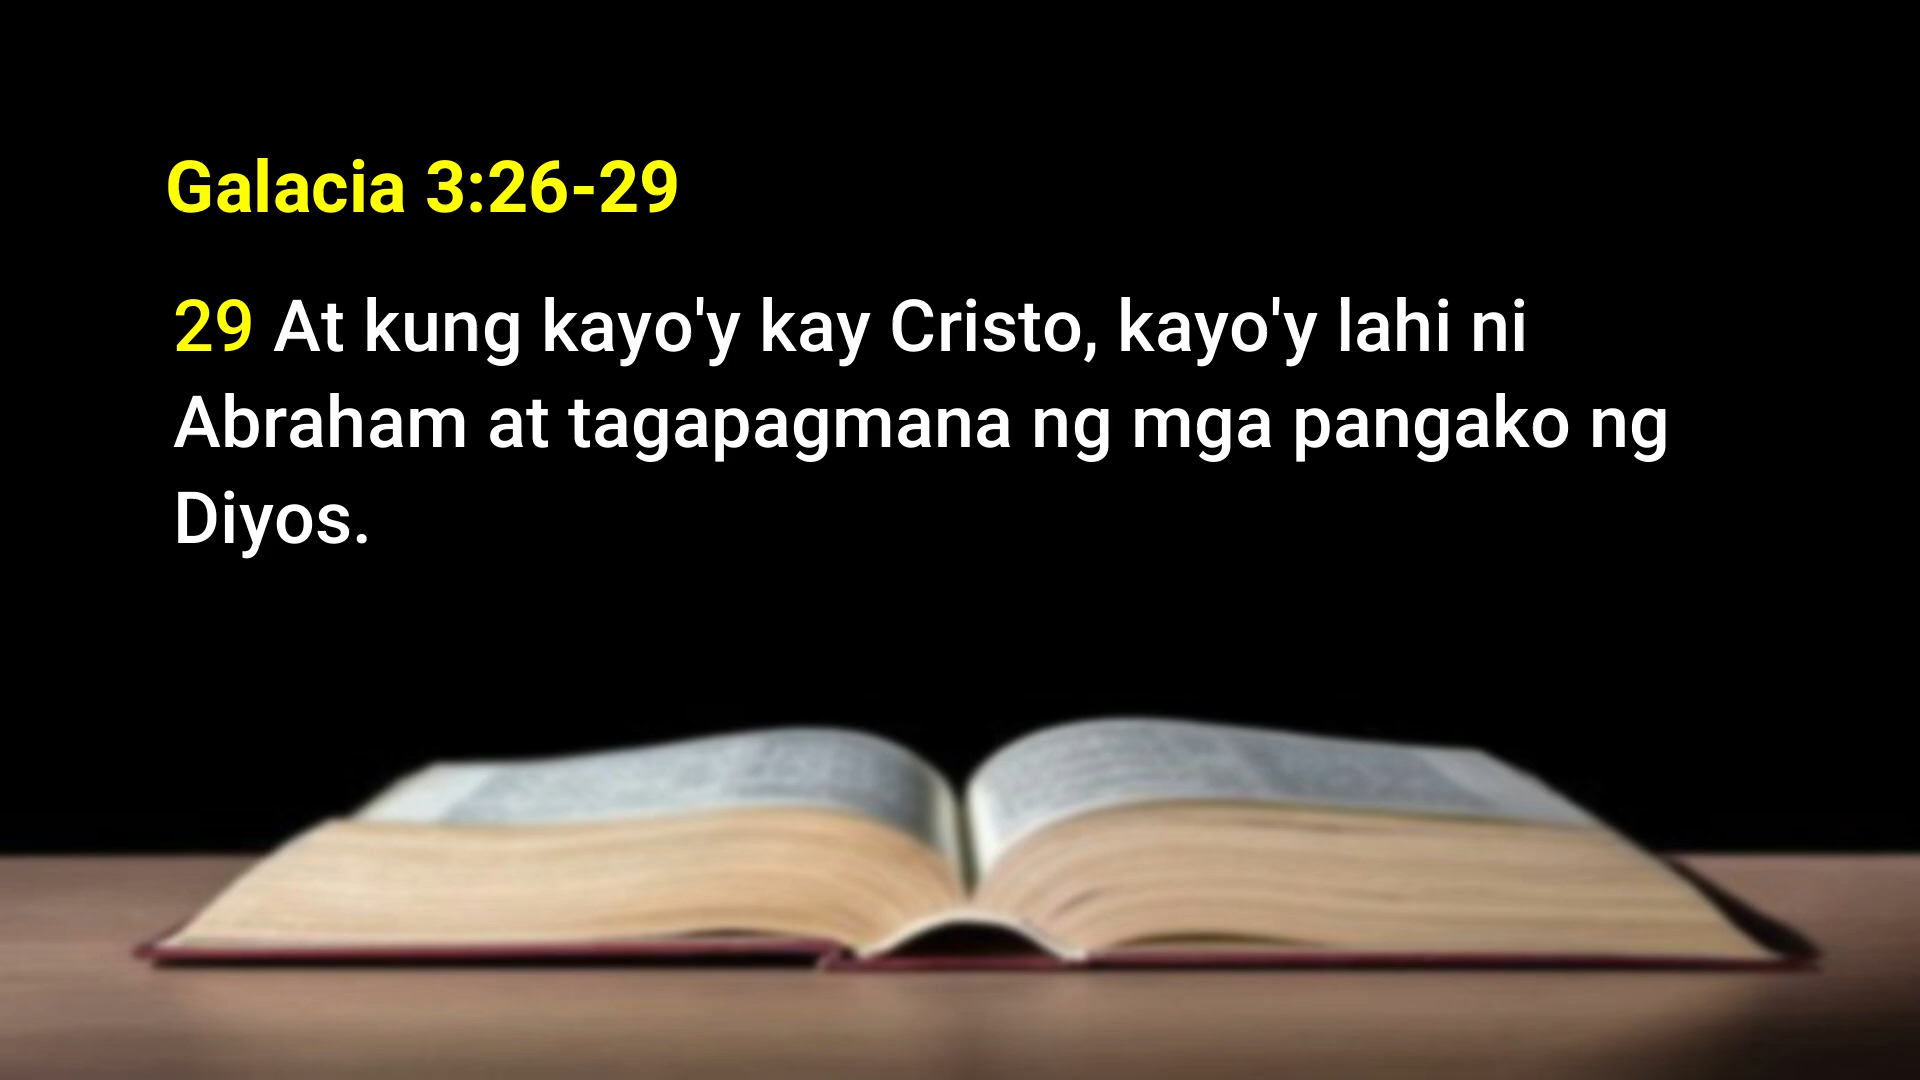 Galacia 3:26-29
29 At kung kayo'y kay Cristo, kayo'y lahi ni
Abraham at tagapagmana ng mga pangako ng
Diyos.